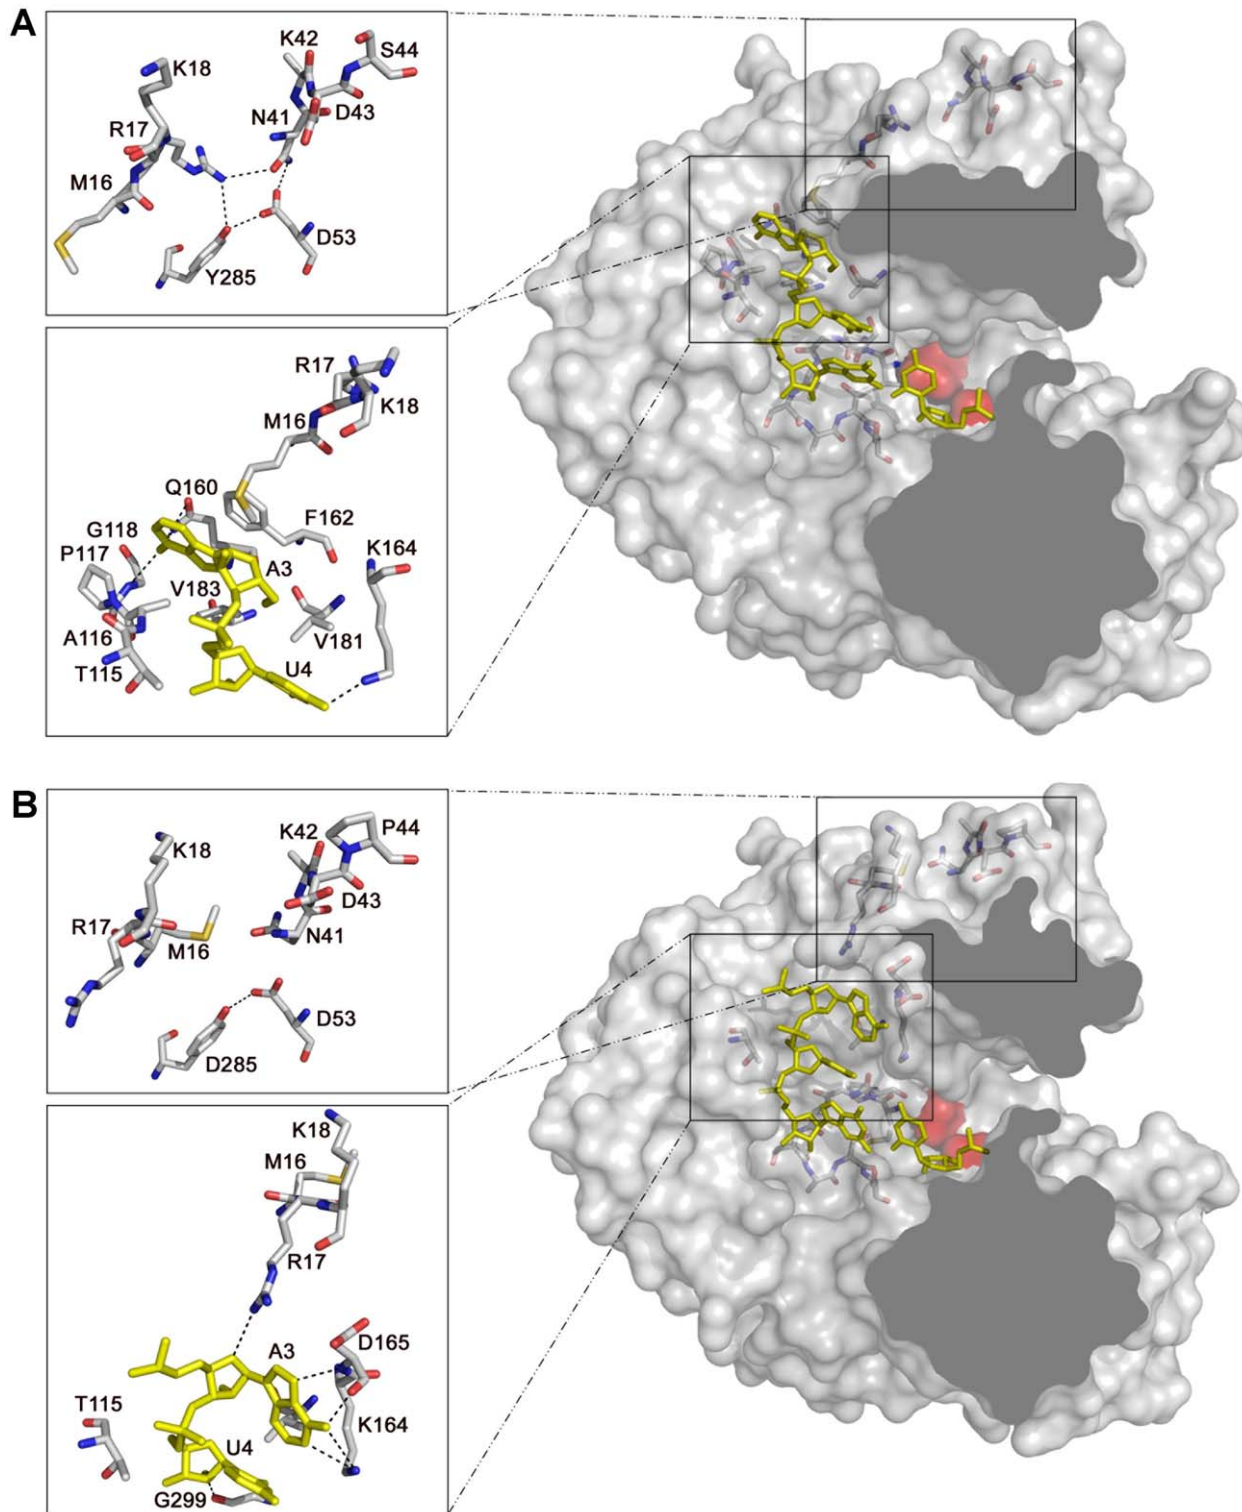 A
K42
S44
K18
N41
D43
R17
M16
D53
Y285
R17
K18
M16
Q160
F162
G118
K164
P117
A3
V183
A116
V181
T115
U4
B
P44
K42
K18
D43
R17
N41
M16
D53
D285
K18
M16
R17
A3
D165
T115
K164
U4
G299